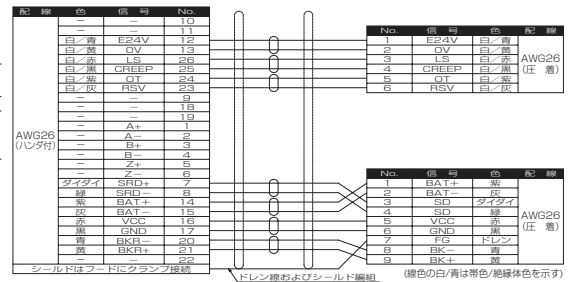 配 線 色 信 号 No.
AWG26
(ハンダ付)
― ― 10
― ― 11
白/青 E24V 12
白/黄 0V 13
白/赤 LS 26
白/黒 CREEP 25
白/紫 OT 24
白/灰 RSV 23
― ― 9
― ― 18
― ― 19
― A+ 1
― A− 2
― B+ 3
― B− 4
― Z+ 5
― Z− 6
ダイダイ SRD+ 7
緑 SRD− 8
紫 BAT+ 14
灰 BAT− 15
赤 VCC 16
黒 GND 17
青 BKR− 20
黄 BKR+ 21
― ― 22
シールドはフードにクランプ接続
ドレン線およびシールド編組
No. 信 号 色 配 線
1 E24V 白/青
2 0V 白/黄
3 LS 白/赤
4 CREEP 白/黒
5 OT 白/紫
6 RSV 白/灰
AWG26
(圧 着)
No. 信 号 色 配 線
1 BAT+ 紫
2 BAT− 灰
3 SD ダイダイ
4 SD 緑
5 VCC 赤
6 GND 黒
7 FG ドレン
8 BK− 青
9 BK+ 黄
AWG26
(圧 着)
(線色の白/青は帯色/絶縁体色を示す)